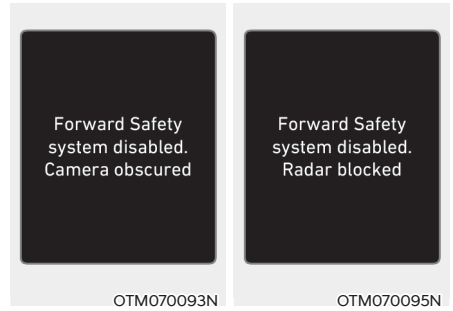 Forward Safety
system disabled.
Camera obscured
OTM070093N
Forward Safety
system disabled.
Radar blocked
OTM070095N